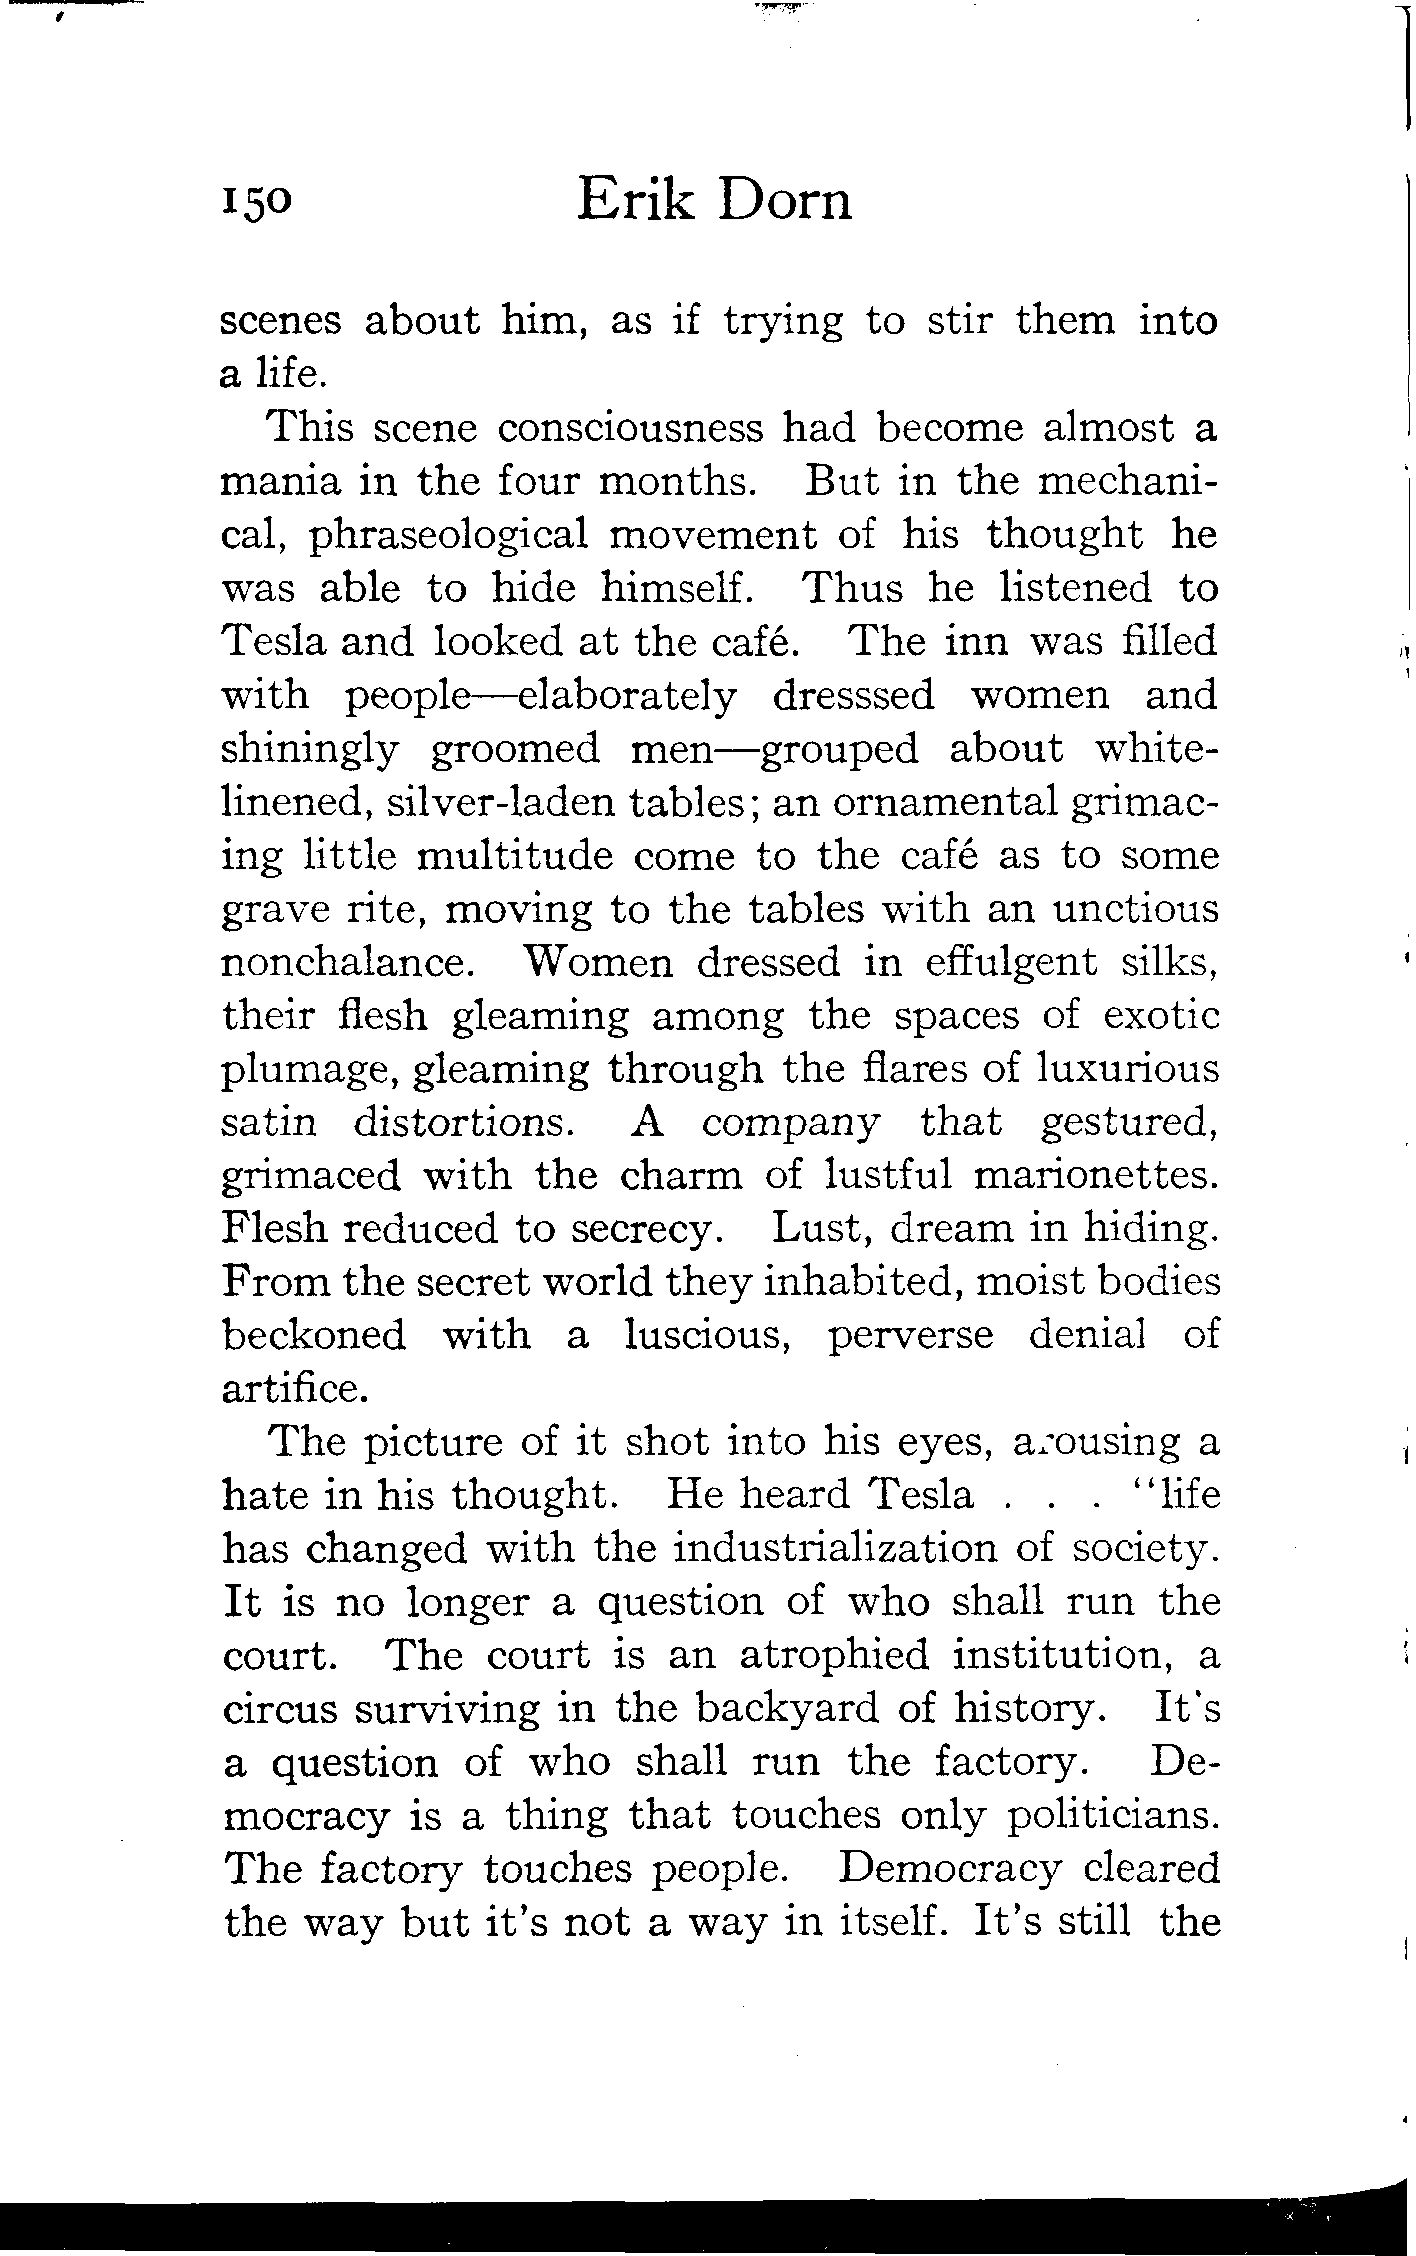 150 Erik Dorn
scenes about him, as if trying to stir them into
a life.
This scene consciousness had become almost a
mania in the four months. But in the mechani-
cal, phraseological movement of his thought he
was able to hide himself. Thus he listened to
Tesla and looked at the café. The inn was filled
with people—elaborately dresssed women and
shiningly groomed men—grouped about white-
linened, silver-laden tables; an ornamental grimac-
ing little multitude come to the café as to some
grave rite, moving to the tables with an unctious
nonchalance. Women dressed in effulgent silks,
their flesh gleaming among the spaces of exotic
plumage, gleaming through the flares of luxurious
satin distortions. A company that gestured,
grimaced with the charm of lustful marionettes.
Flesh reduced to secrecy. Lust, dream in hiding.
From the secret world they inhabited, moist bodies
beckoned with a luscious, perverse denial of
artifice.
The picture of it shot into his eyes, arousing a
hate in his thought. He heard Tesla . . . “life
has changed with the industrialization of society.
It is no longer a question of who shall run the
court. The court is an atrophied institution, a
circus surviving in the backyard of history. It's
a question of who shall run the factory. De-
mocracy is a thing that touches only politicians.
The factory touches people. Democracy cleared
the way but it's not a way in itself. It's still the